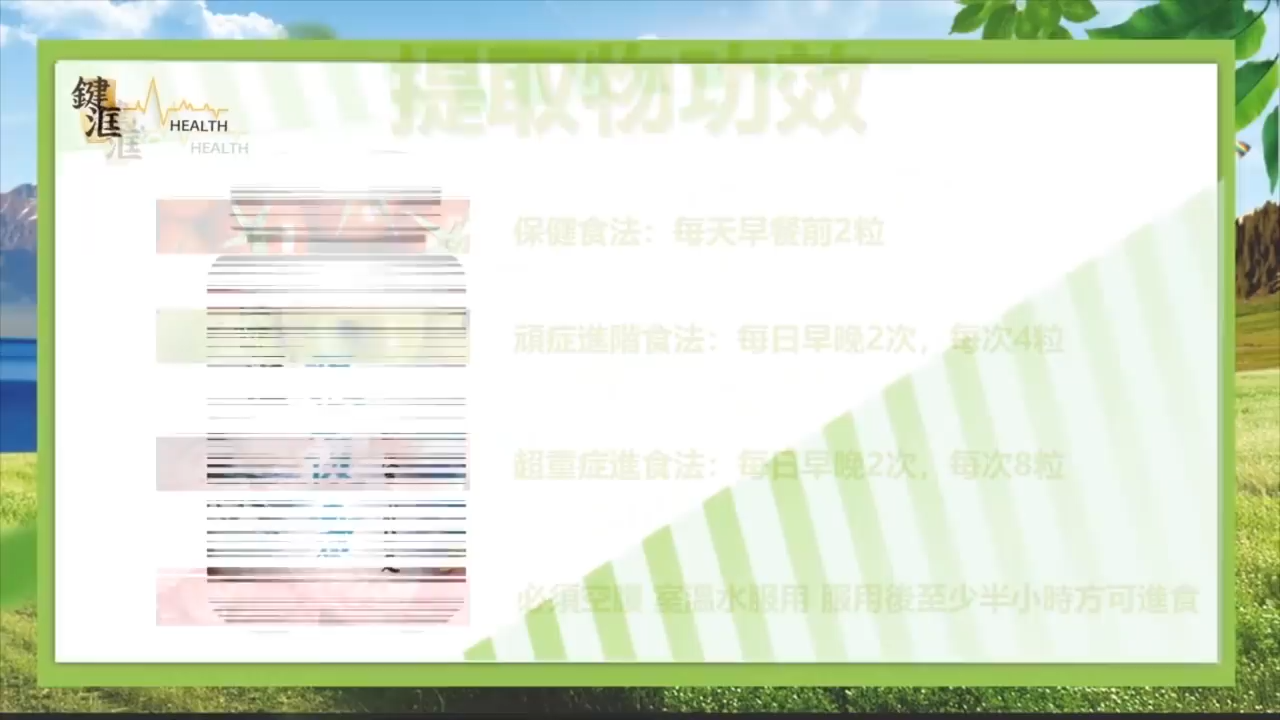 提取物功效
鍵
滙
HEALTH
滙
HEALTH
保健食法：每天早餐前2粒
頑症進階食法：每日早晚2次，每次4粒
超重症進食法：每日早晚2次，每次8粒
必須空腹 室溫水服用 服用後至少半小時方可進食